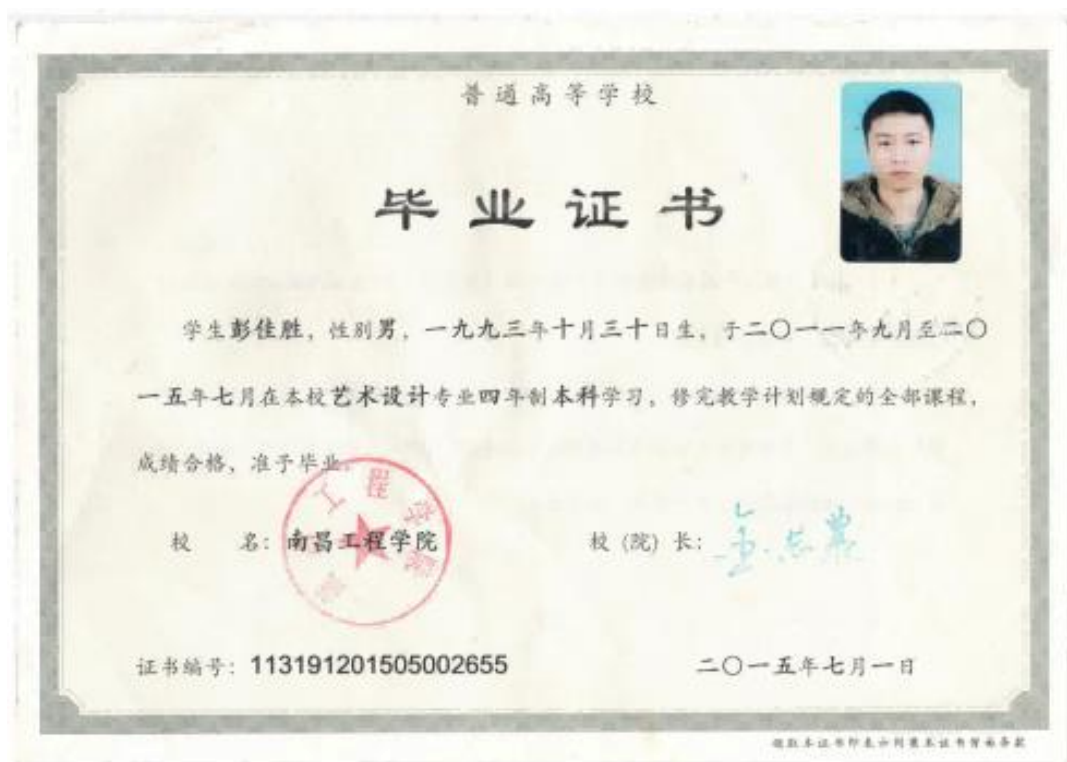 普通高等学校
毕业证书
学生彭佳胜，性别男，一九九三年十月三十日生，于二〇一一年九月至二〇
一五年七月在本校艺术设计专业四年制本科学习，修完教学计划规定的全部课程，
成绩合格，准予毕业。
校 名：南昌工程学院
校（院）长：
证书编号：113191201505002655
二〇一五年七月一日